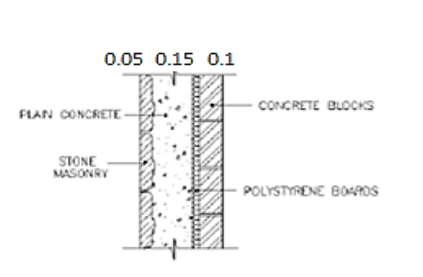 0.05 0.15 0.1
PLAIN CONCRETE
CONCRETE BLOCKS
STONE
MASONRY
POLYSTYRENE BOARDS